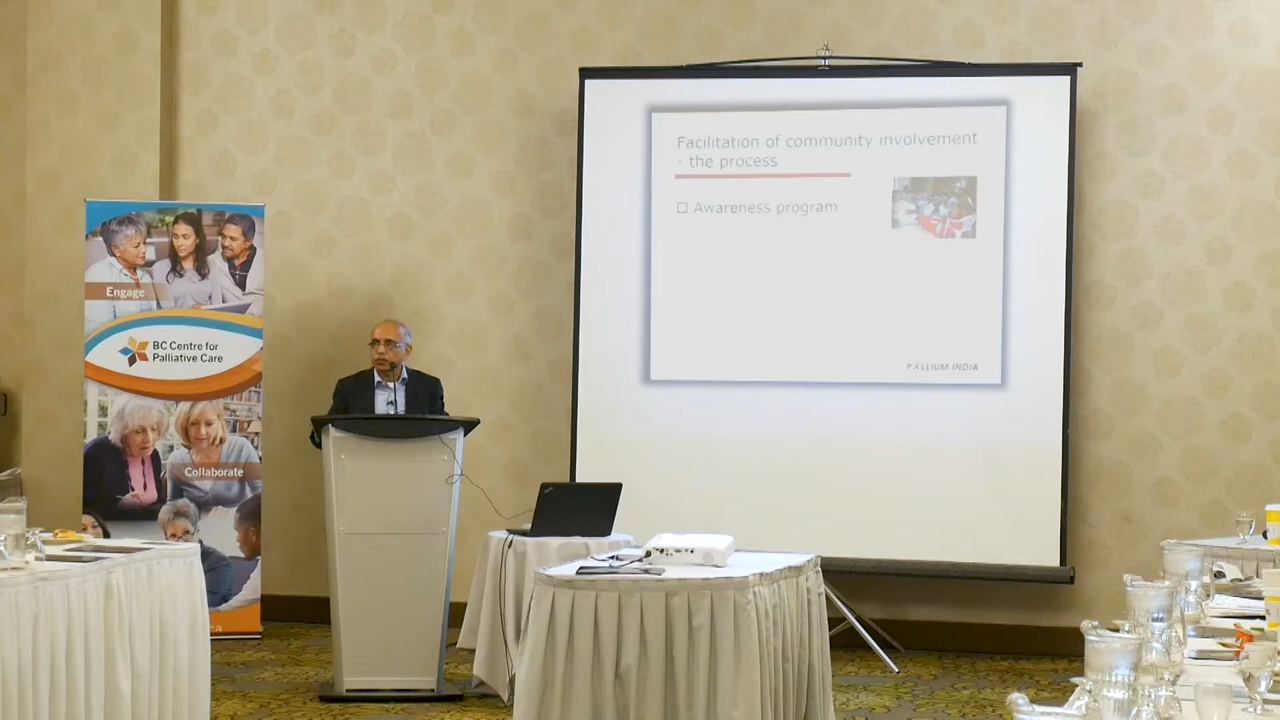 Engage
BC Centre for
Palliative Care
Collaborate
Facilitation of community involvement
- the process
Awareness program.
PALLIUM INDIA